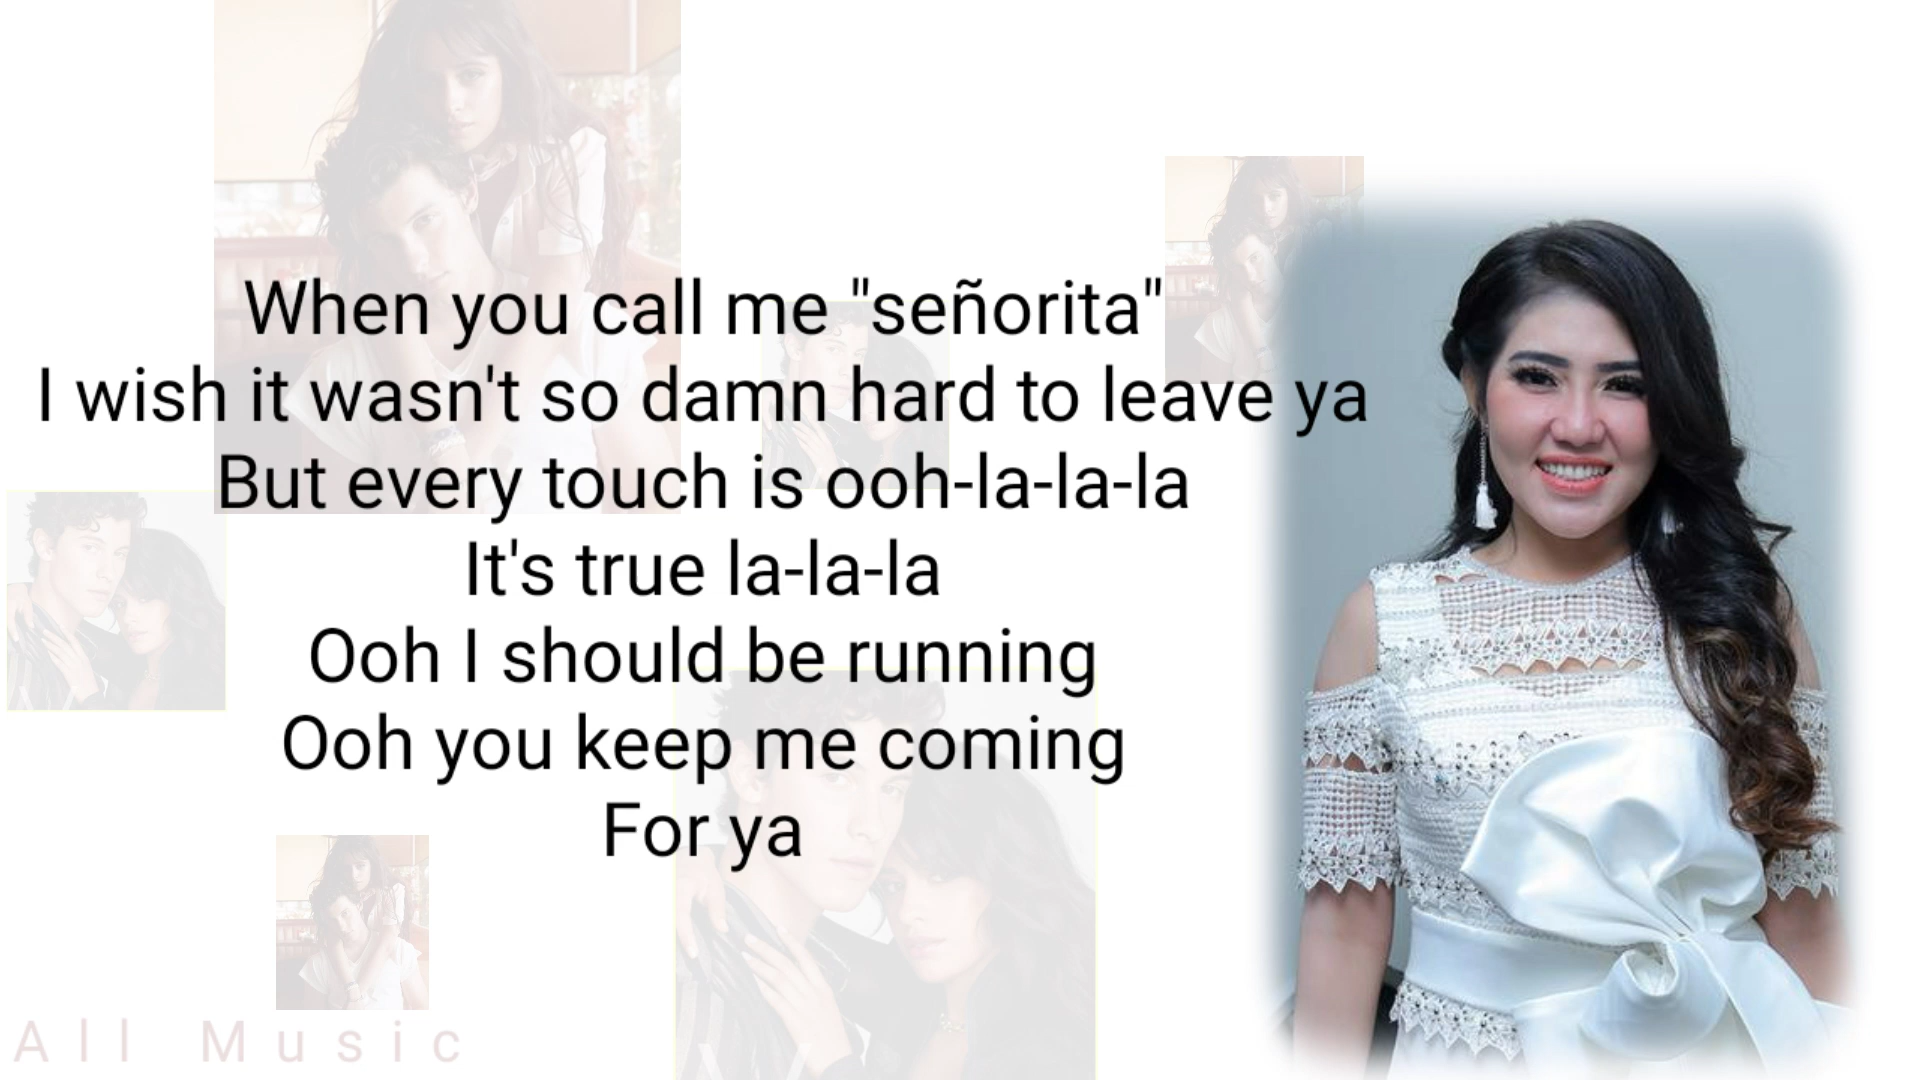 When you call me "señorita"
I wish it wasn't so damn hard to leave ya
But every touch is ooh-la-la-la
It's true la-la-la
Ooh I should be running
Ooh you keep me coming
For ya
All Music